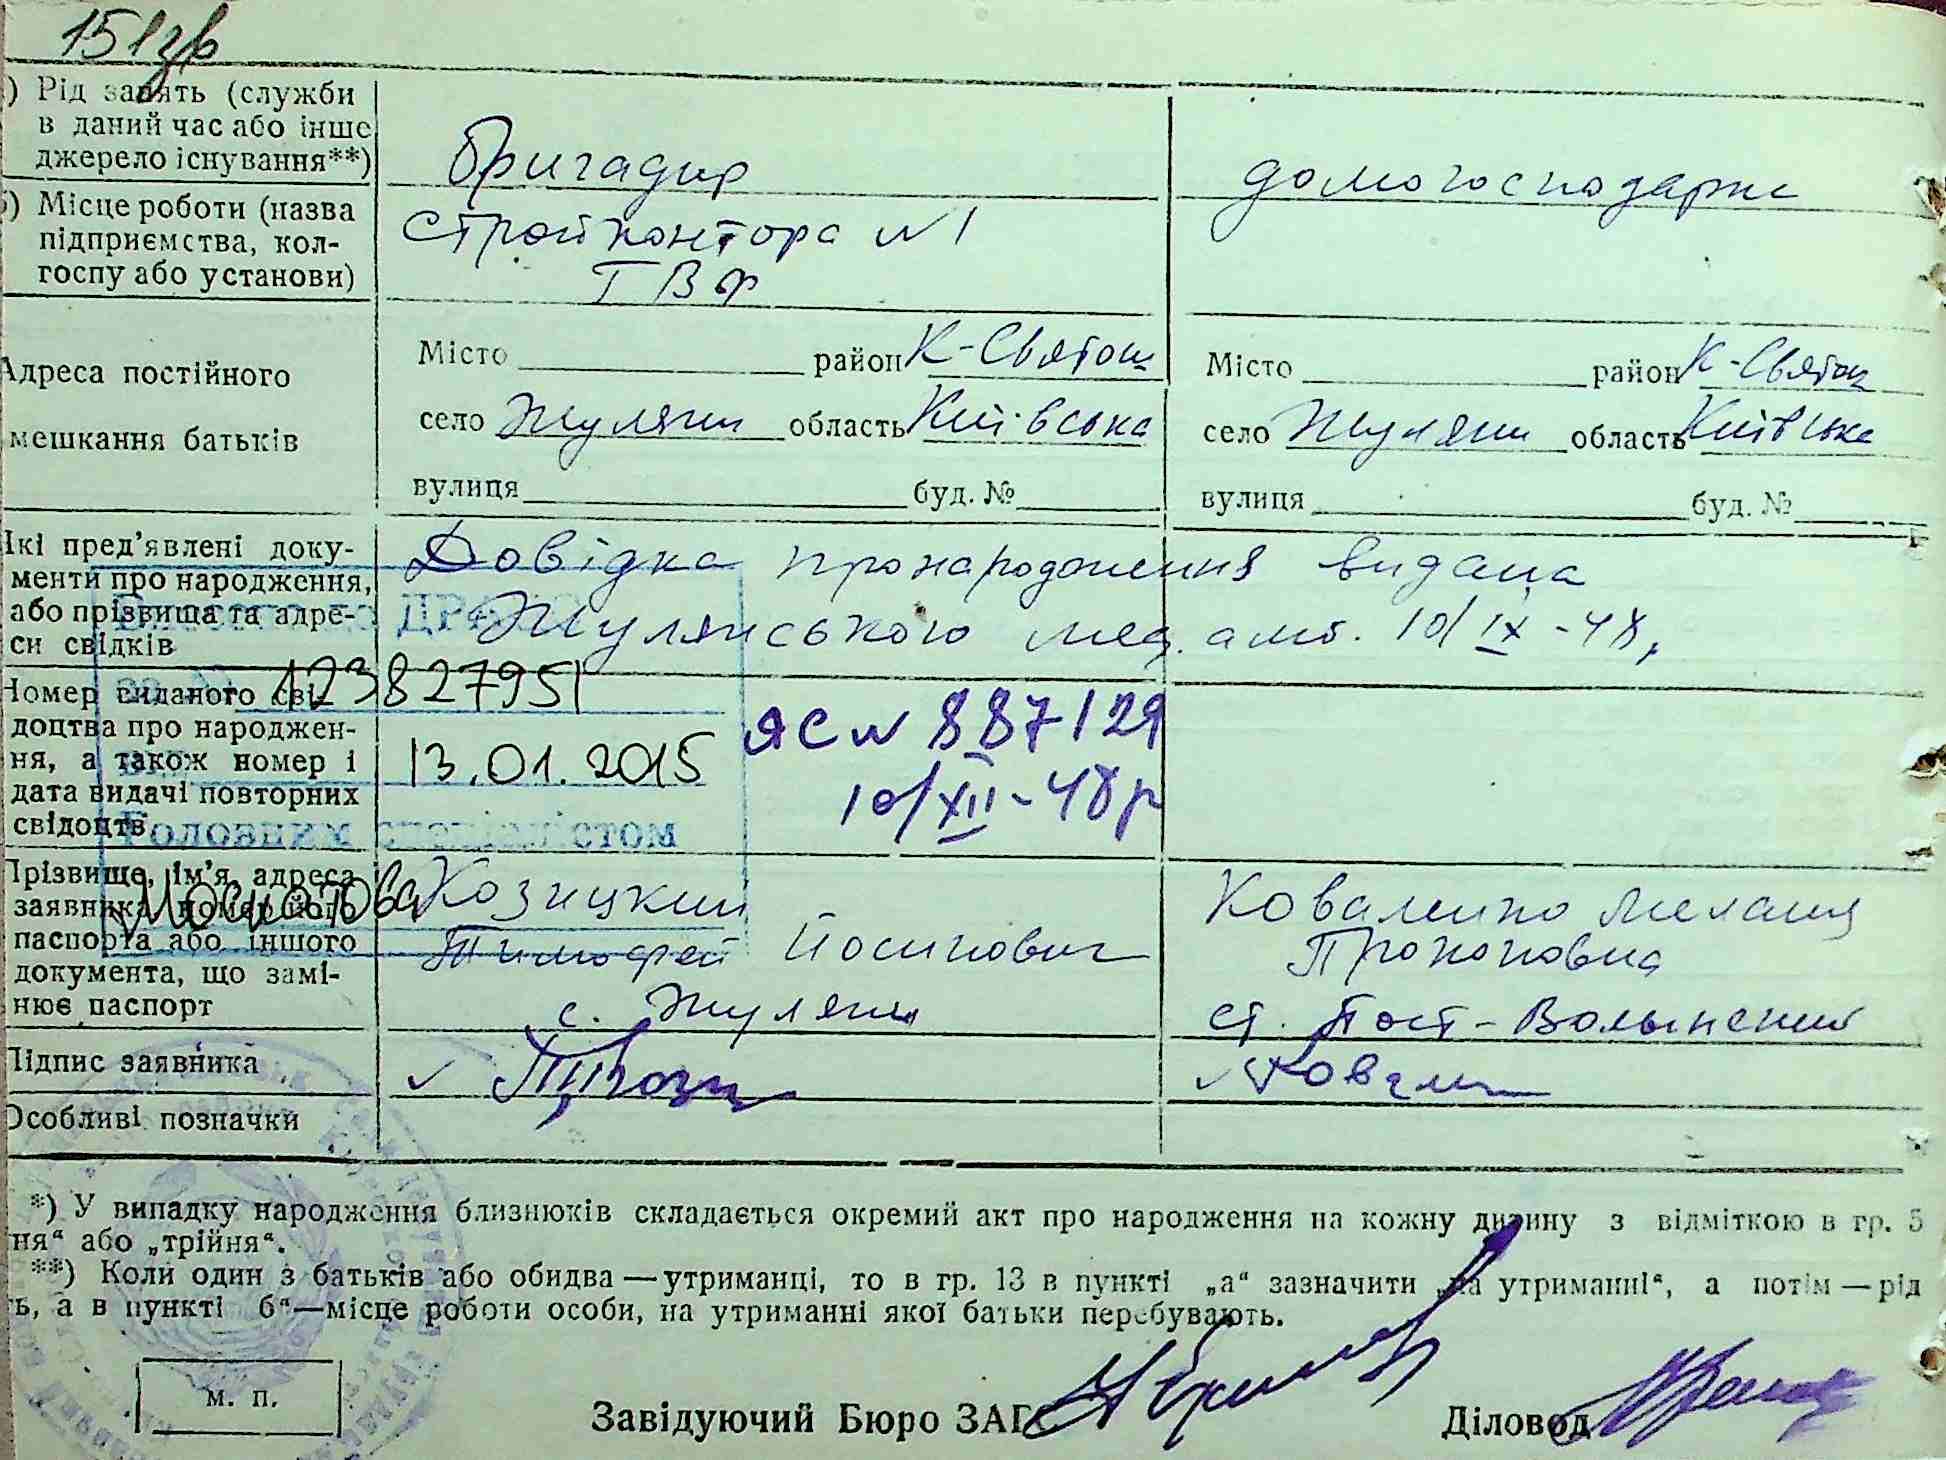 151зв
) Рід занять (служби
в даний час або інше
джерело існування**)
бригадир
домогосподарка
) Місце роботи (назва
підприємства, кол-
госпу або установи)
Стройконтора №1
ТВФ
Адреса постійного
мешкання батьків
Місто район К-Святош
Місто район К-Святош
село Жуляни область Київська
село Жуляни область Київська
вулиця буд. №
вулиця буд. №
Які пред'явлені доку-
менти про народження,
або прізвища та адре-
си свідків
Довідка про народження видана
Жулянського мед. амб. 10/IX-48р
ДРА
123827951
13.01.2015
Головним спеціалістом
Номер виданого сві-
доцтва про народжен-
ня, а також номер і
дата видачі повторних
свідоцтв
ЯС № 887129
10/XII-48р
Прізвище, ім'я, адреса
заявника, номер його
паспорта або іншого
документа, що замі-
нює паспорт
Козицкий
Тимофей Йосипович
с. Жуляни
Коваленко Мелания
Прокоповна
ст. Пост-Волынский
Підпис заявника
Особливі позначки
*) У випадку народження близнюків складається окремий акт про народження на кожну дитину з відміткою в гр. 5
ня“ або „трійня“.
**) Коли один з батьків або обидва — утриманці, то в гр. 13 в пункті „а“ зазначити „на утриманні“, а потім — рід
ь, а в пункті б“—місце роботи особи, на утриманні якої батьки перебувають.
м. п.
Завідуючий Бюро ЗАГС
Діловод